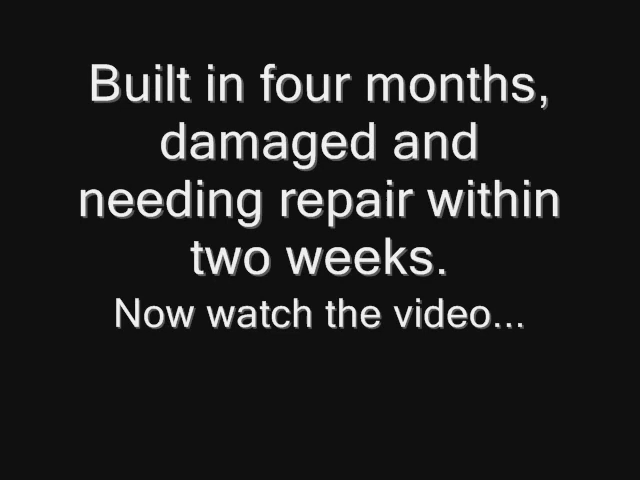 Built in four months,
damaged and
needing repair within
two weeks.
Now watch the video...